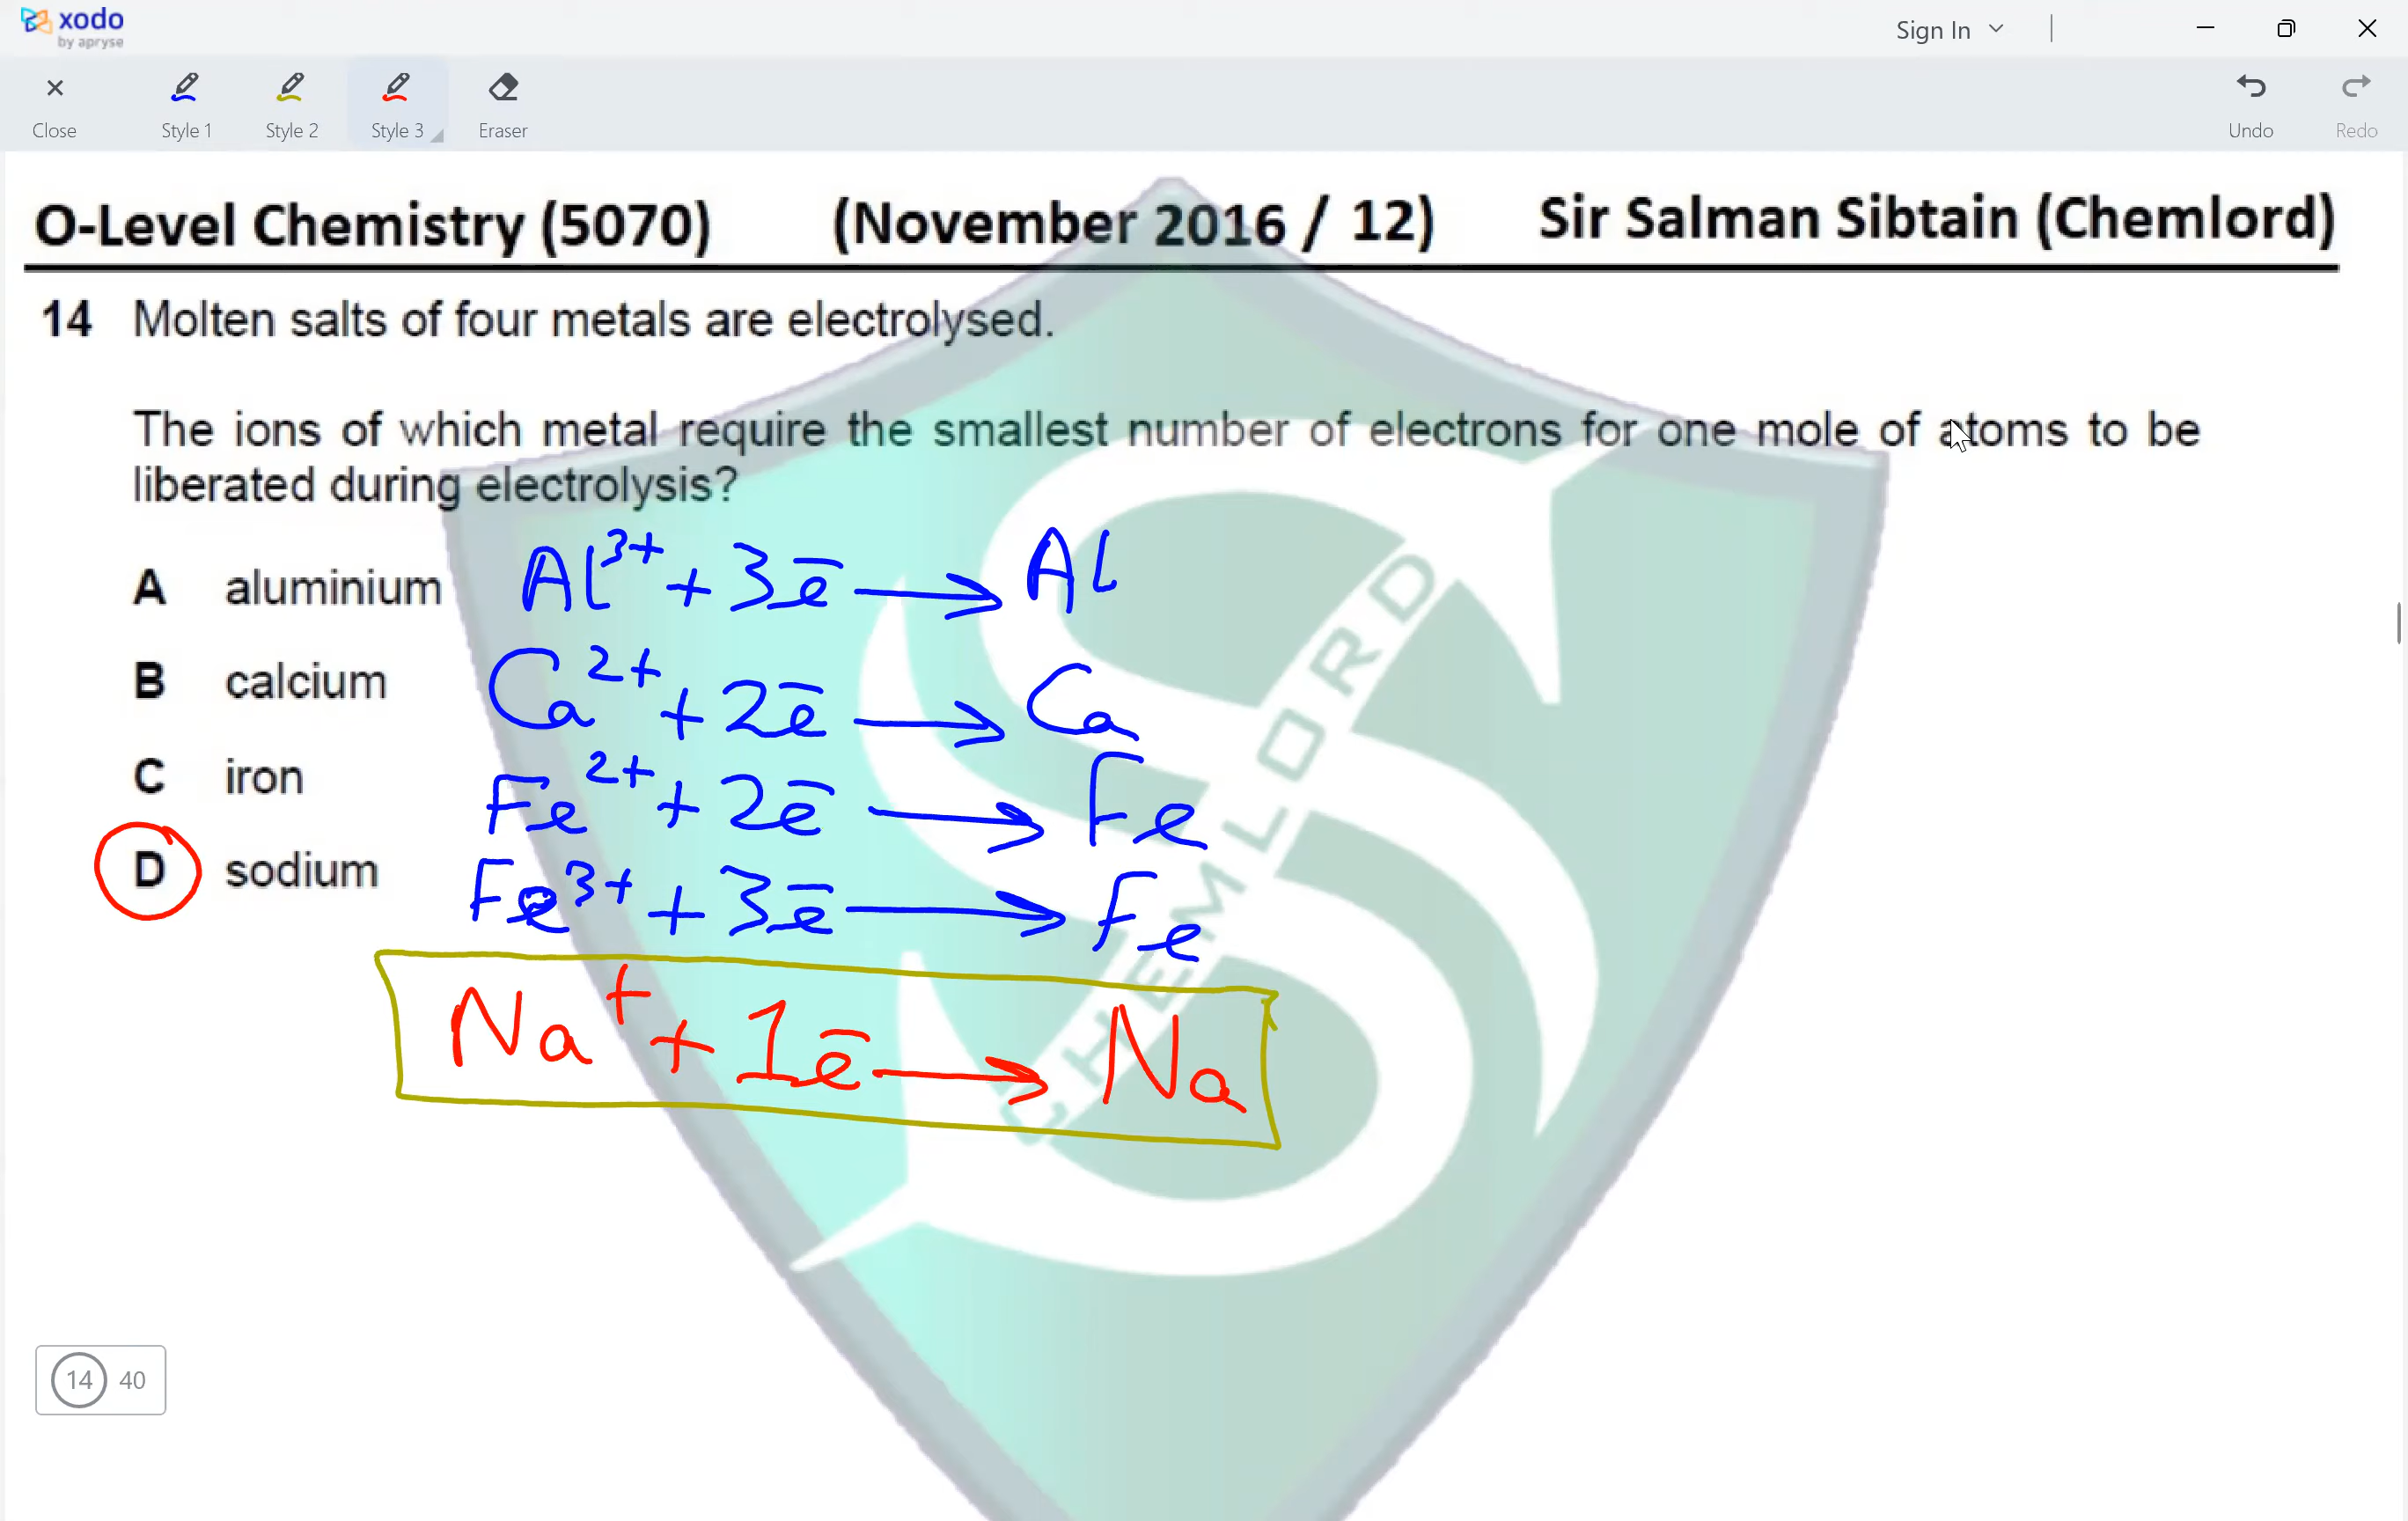 xodo
by apryse
Sign In
Close
Style 1
Style 2
Style 3
Eraser
Undo
Redo
O-Level Chemistry (5070) (November 2016 / 12) Sir Salman Sibtain (Chemlord)
14 Molten salts of four metals are electrolysed.
The ions of which metal require the smallest number of electrons for one mole of atoms to be
liberated during electrolysis?
A aluminium Al³⁺ + 3e̅ → Al
B calcium Ca²⁺ + 2e̅ → Ca
C iron Fe²⁺ + 2e̅ → Fe
D sodium Fe³⁺ + 3e̅ → Fe
Na⁺ + 1e̅ → Na
CHEMLORD
14 40